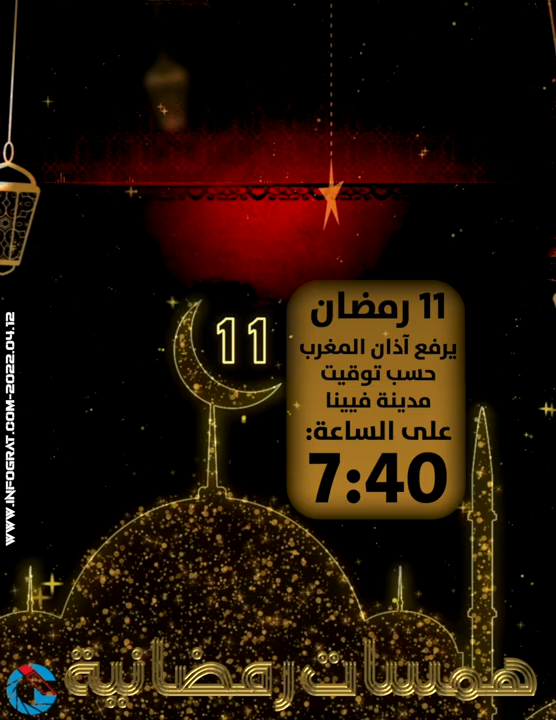 11 رمضان
يرفع آذان المغرب
حسب توقيت
مدينة فيينا
على الساعة:
7:40
11
WWW.INFOGRAT.COM-2022.04.12
همسات رمضانية